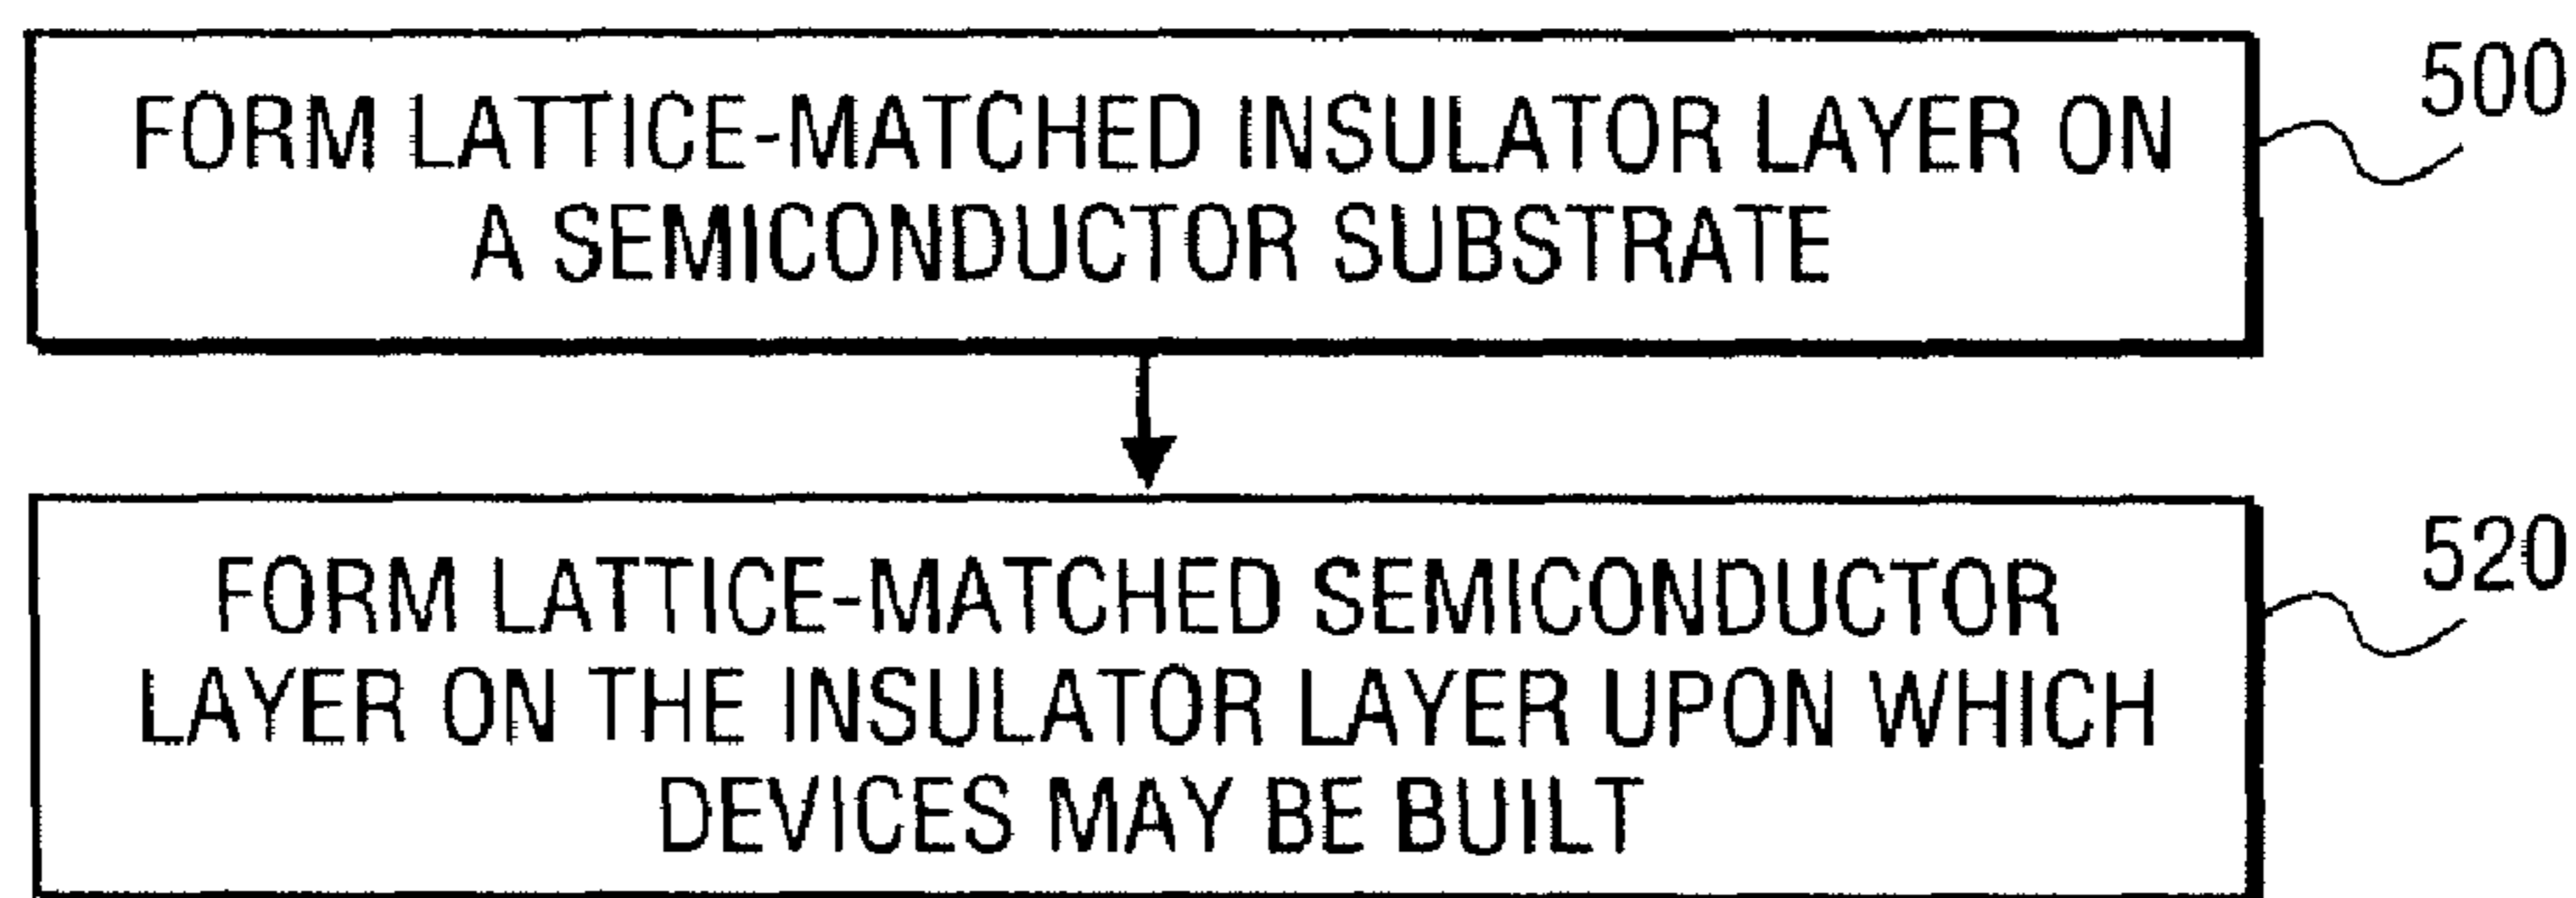 FORM LATTICE-MATCHED INSULATOR LAYER ON
A SEMICONDUCTOR SUBSTRATE
500
FORM LATTICE-MATCHED SEMICONDUCTOR
LAYER ON THE INSULATOR LAYER UPON WHICH
DEVICES MAY BE BUILT
520